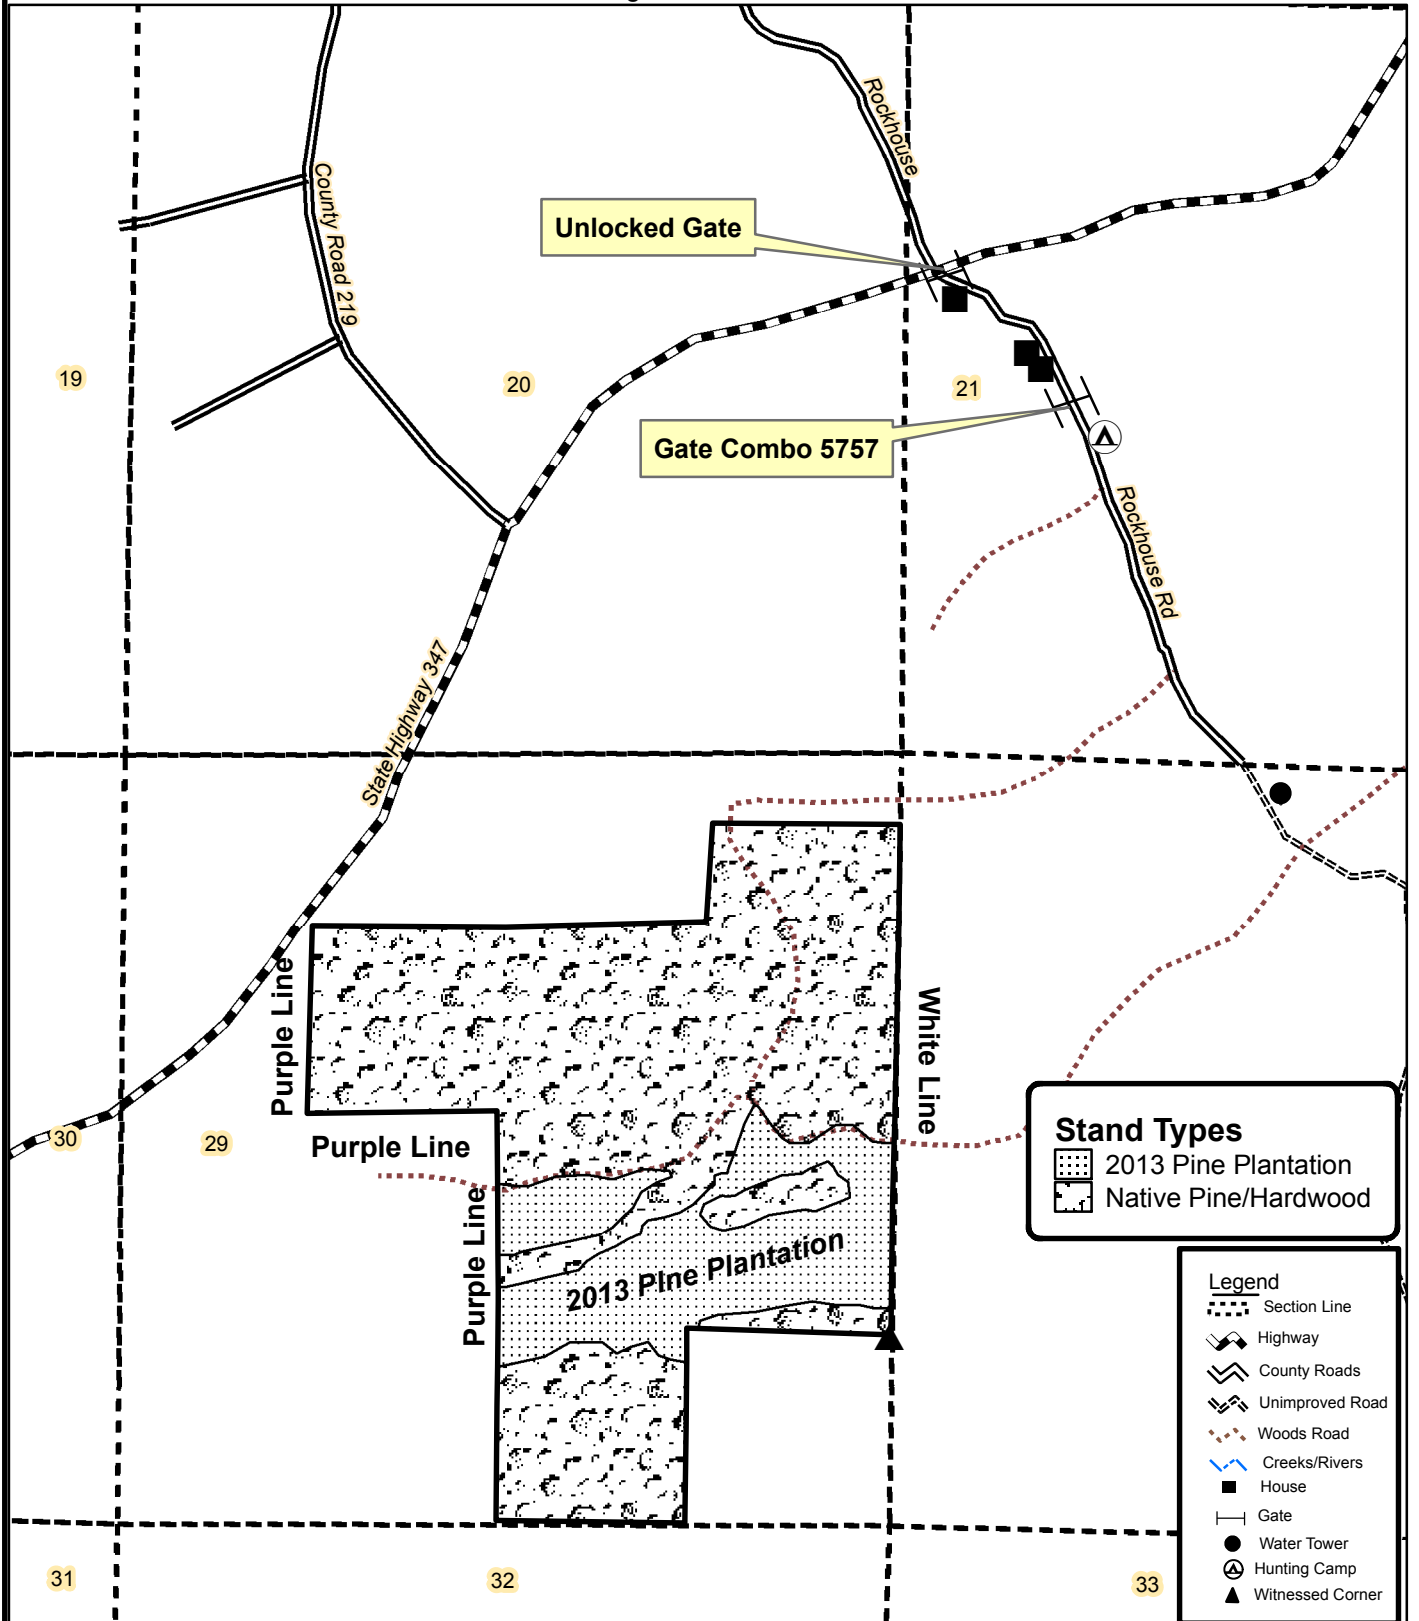 Rockhouse
County Road 219
Unlocked Gate
19
20
21
Gate Combo 5757
Rockhouse Rd
State Highway 347
Purple Line
White Line
Purple Line
30
29
Purple Line
2013 PIne Plantation
Stand Types
2013 Pine Plantation
Native Pine/Hardwood
Legend
Section Line
Highway
County Roads
Unimproved Road
Woods Road
Creeks/Rivers
House
Gate
Water Tower
Hunting Camp
Witnessed Corner
31
32
33